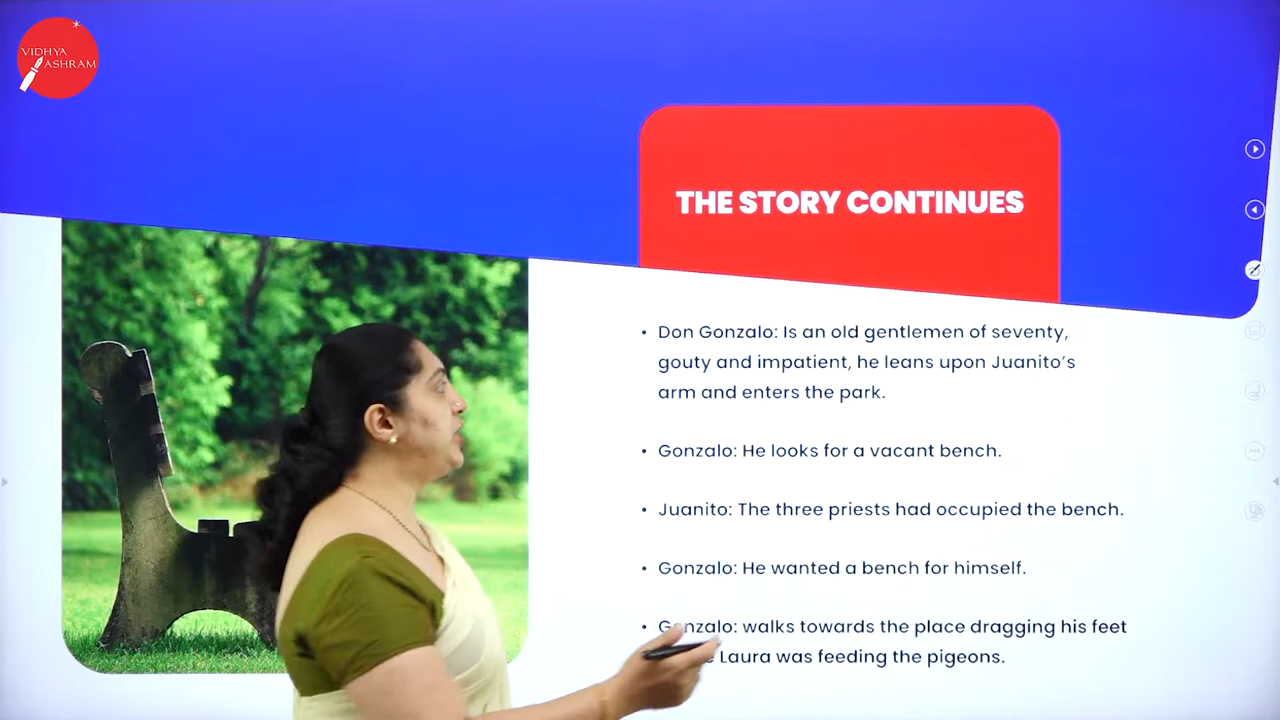 VIDHYA
ASHRAM
THE STORY CONTINUES
• Don Gonzalo: Is an old gentlemen of seventy,
gouty and impatient, he leans upon Juanito's
arm and enters the park.
• Gonzalo: He looks for a vacant bench.
• Juanito: The three priests had occupied the bench.
• Gonzalo: He wanted a bench for himself.
• Gonzalo: walks towards the place dragging his feet
Laura was feeding the pigeons.